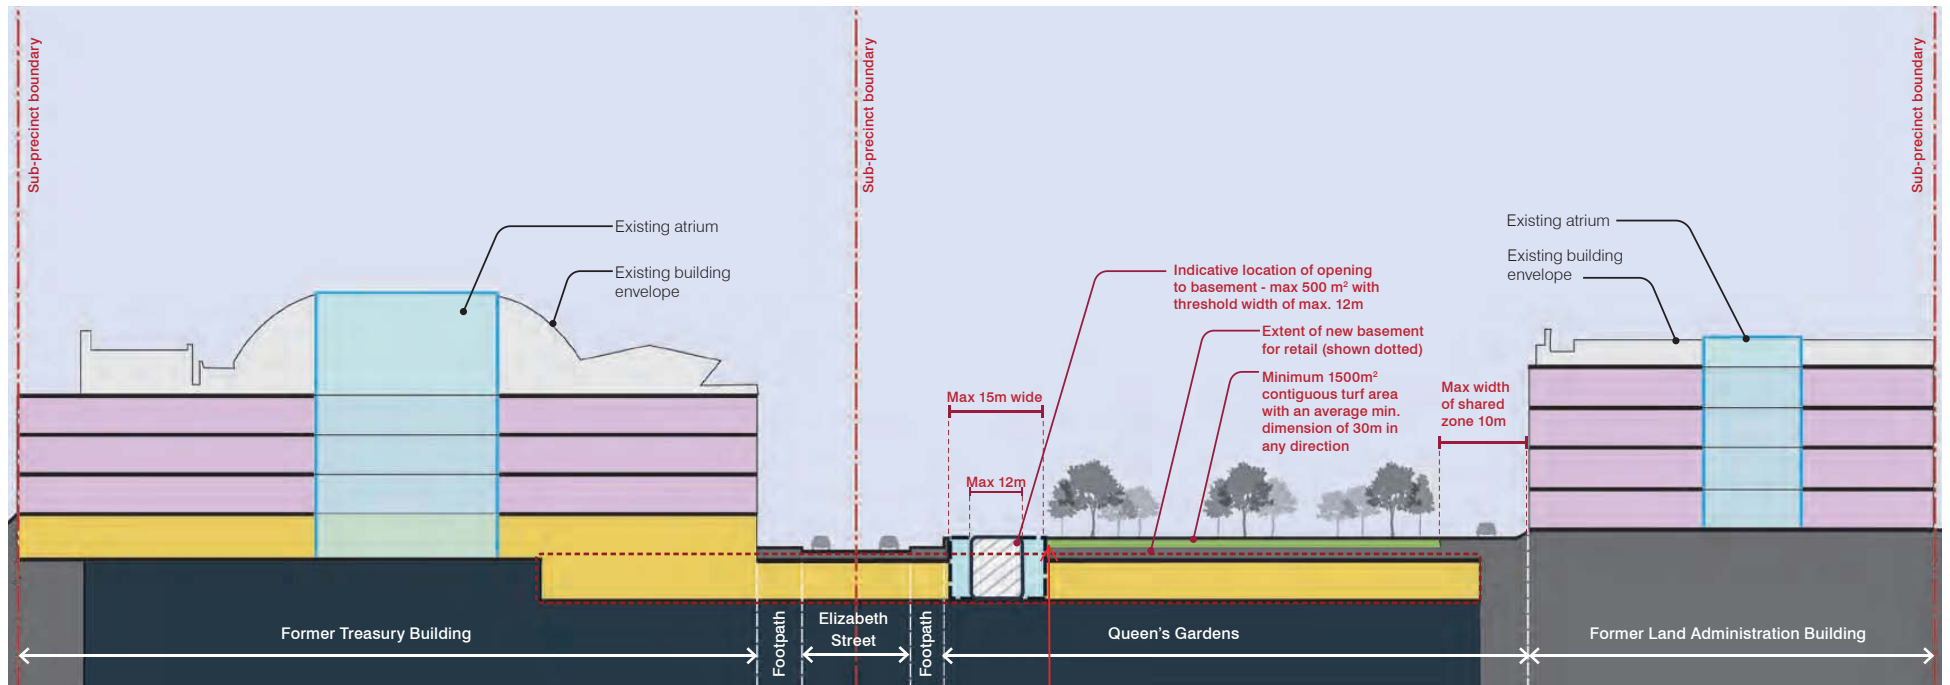 Sub-precinct boundary
Sub-precinct boundary
Sub-precinct boundary
Existing atrium
Existing building
envelope
Indicative location of opening
to basement - max 500 m² with
threshold width of max. 12m
Extent of new basement
for retail (shown dotted)
Minimum 1500m²
contiguous turf area
with an average min.
dimension of 30m in
any direction
Max 15m wide
Max 12m
Max width
of shared
zone 10m
Existing atrium
Existing building
envelope
Former Treasury Building
Footpath
Elizabeth
Street
Footpath
Queen's Gardens
Former Land Administration Building